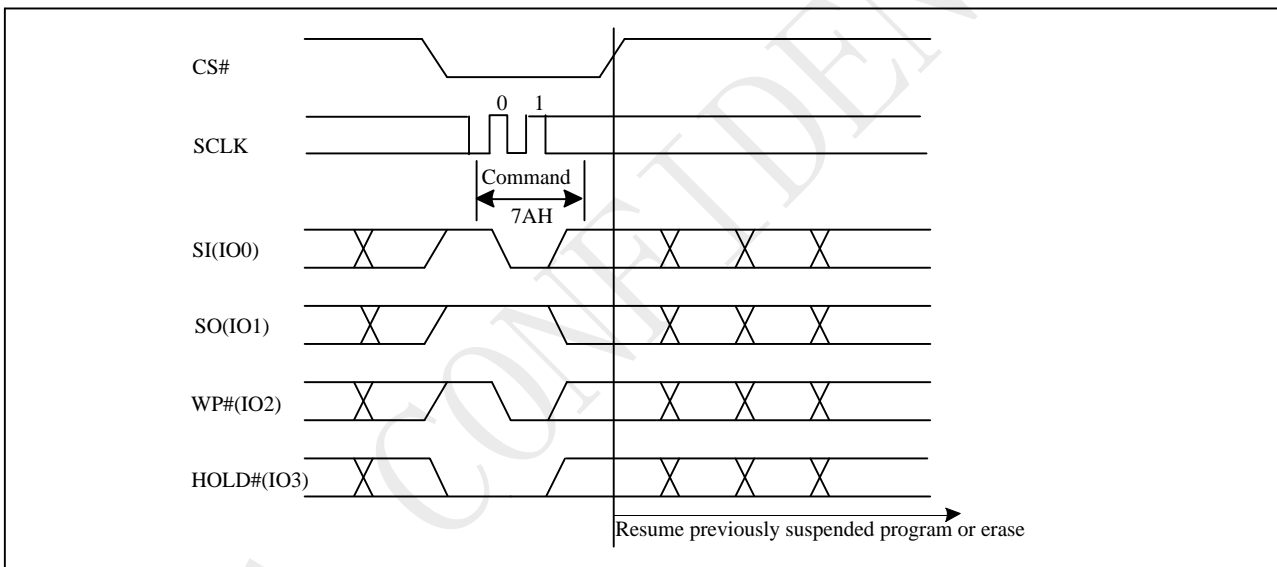 CS#
0 1
SCLK
Command
7AH
SI(IO0)
SO(IO1)
WP#(IO2)
HOLD#(IO3)
Resume previously suspended program or erase
CONFIDEN